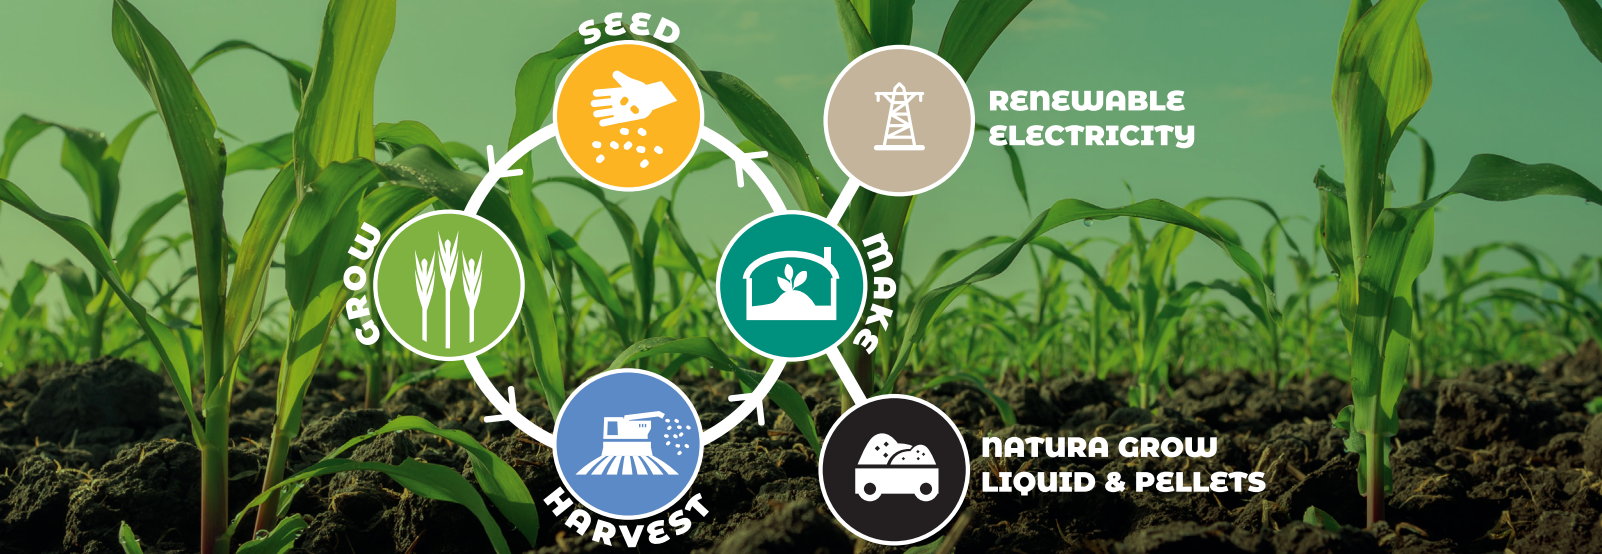 SEED
RENEWABLE
ELECTRICITY
GROW
MAKE
NATURA GROW
LIQUID & PELLETS
HARVEST